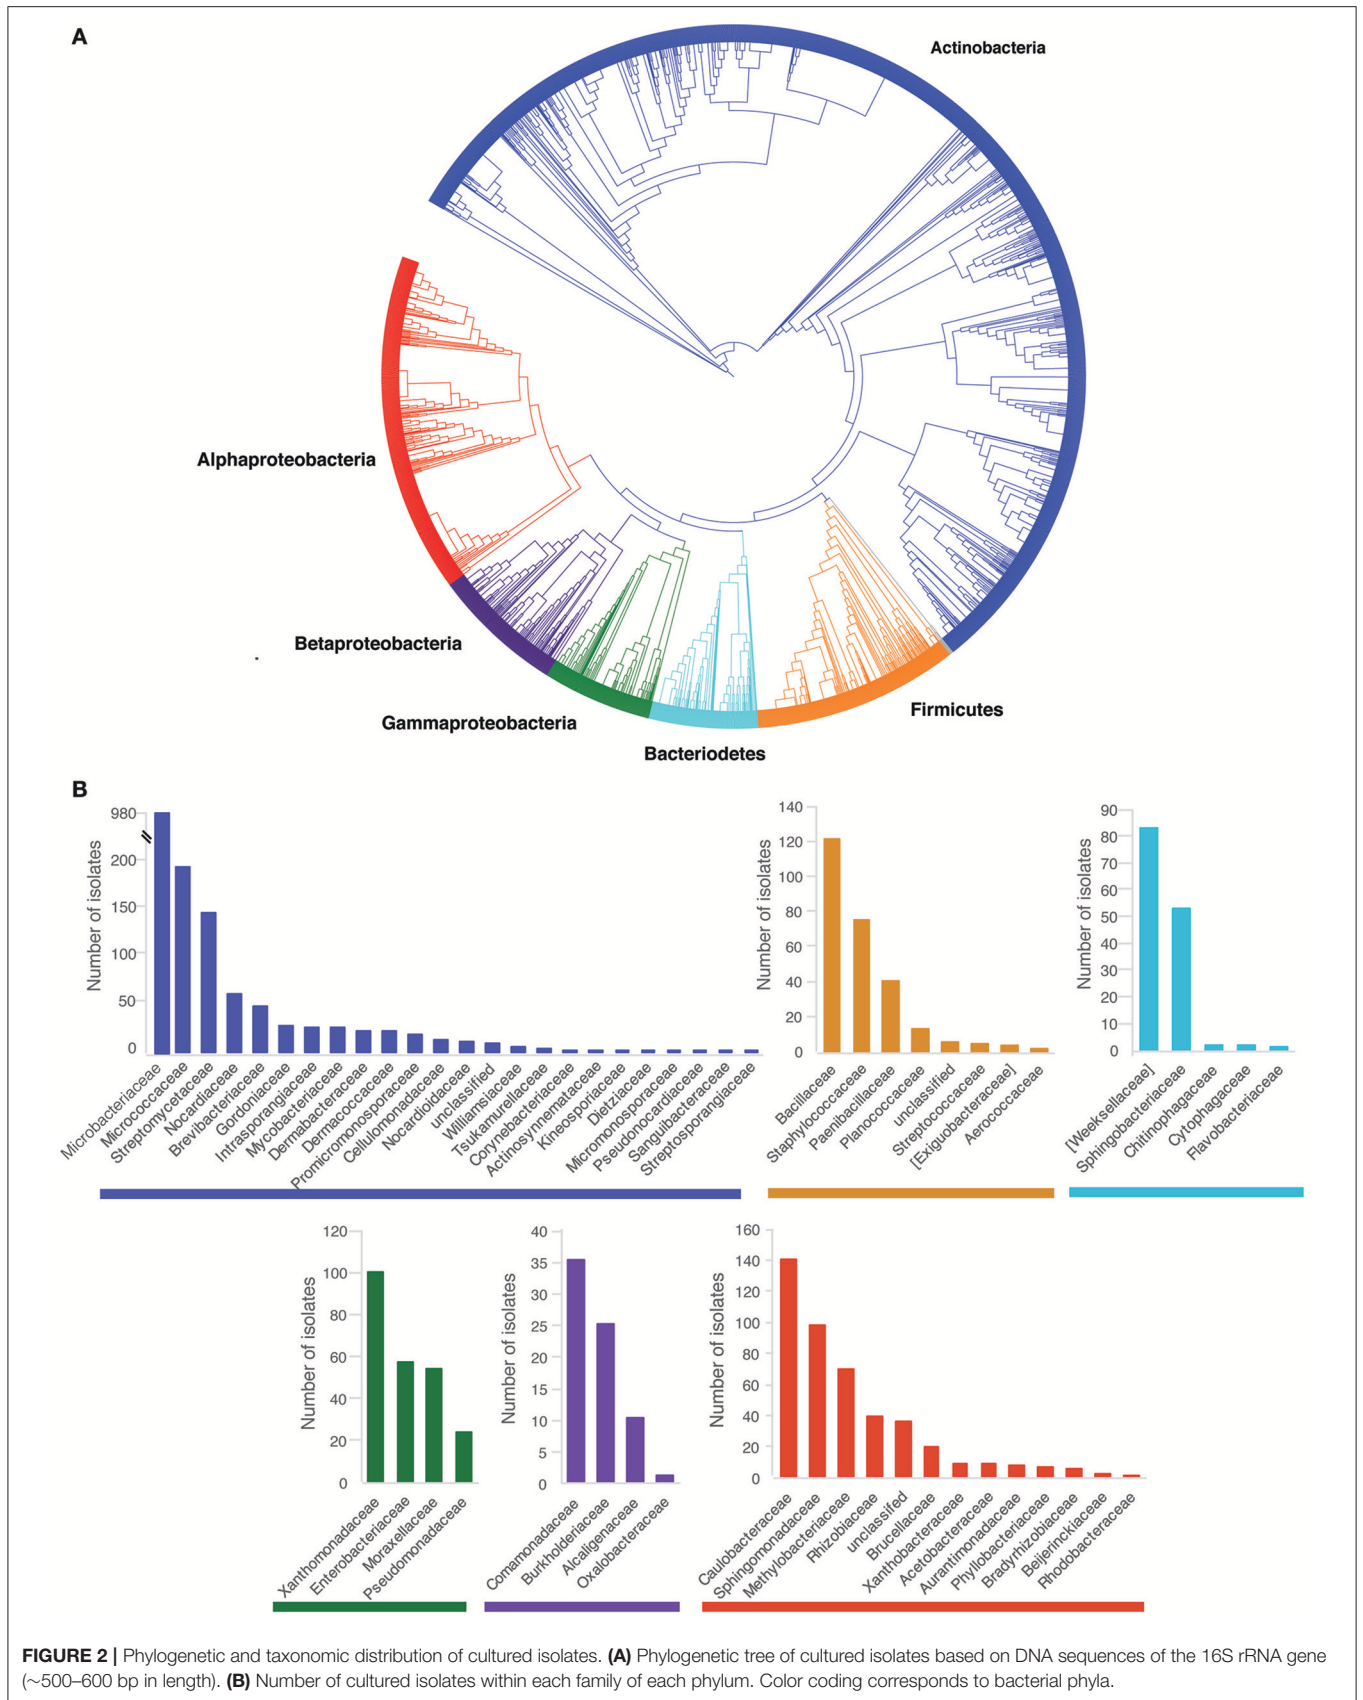 A
Actinobacteria
Alphaproteobacteria
Betaproteobacteria
Gammaproteobacteria
Bacteriodetes
Firmicutes
B
Number of isolates
980
200
150
100
50
0
Microbacteriaceae
Micrococcaceae
Streptomycetaceae
Nocardiaceae
Brevibacteriaceae
Gordoniaceae
Intrasporangiaceae
Mycobacteriaceae
Dermabacteraceae
Dermacoccaceae
Promicromonosporaceae
Cellulomonadaceae
Nocardioidaceae
unclassified
Williamsiaceae
Tsukamurellaceae
Corynebacteriaceae
Actinosynnemataceae
Kineosporiaceae
Dietziaceae
Micromonosporaceae
Pseudonocardiaceae
Sanguibacteraceae
Streptosporangiaceae
Number of isolates
140
120
100
80
60
40
20
0
Bacillaceae
Staphylococcaceae
Paenibacillaceae
Planococcaceae
unclassified
Streptococcaceae
[Exiguobacteraceae]
Aerococcaceae
Number of isolates
90
80
70
60
50
40
30
20
10
0
[Weeksellaceae]
Sphingobacteriaceae
Chitinophagaceae
Cytophagaceae
Flavobacteriaceae
Number of isolates
120
100
80
60
40
20
0
Xanthomonadaceae
Enterobacteriaceae
Moraxellaceae
Pseudomonadaceae
Number of isolates
40
35
30
25
20
15
10
5
0
Comamonadaceae
Burkholderiaceae
Alcaligenaceae
Oxalobacteraceae
Number of isolates
160
140
120
100
80
60
40
20
0
Caulobacteraceae
Sphingomonadaceae
Methylobacteriaceae
Rhizobiaceae
unclassifed
Brucellaceae
Xanthobacteraceae
Acetobacteraceae
Aurantimonadaceae
Phyllobacteriaceae
Bradyrhizobiaceae
Beijerinckiaceae
Rhodobacteraceae
FIGURE 2 | Phylogenetic and taxonomic distribution of cultured isolates. (A) Phylogenetic tree of cultured isolates based on DNA sequences of the 16S rRNA gene
(∼500–600 bp in length). (B) Number of cultured isolates within each family of each phylum. Color coding corresponds to bacterial phyla.